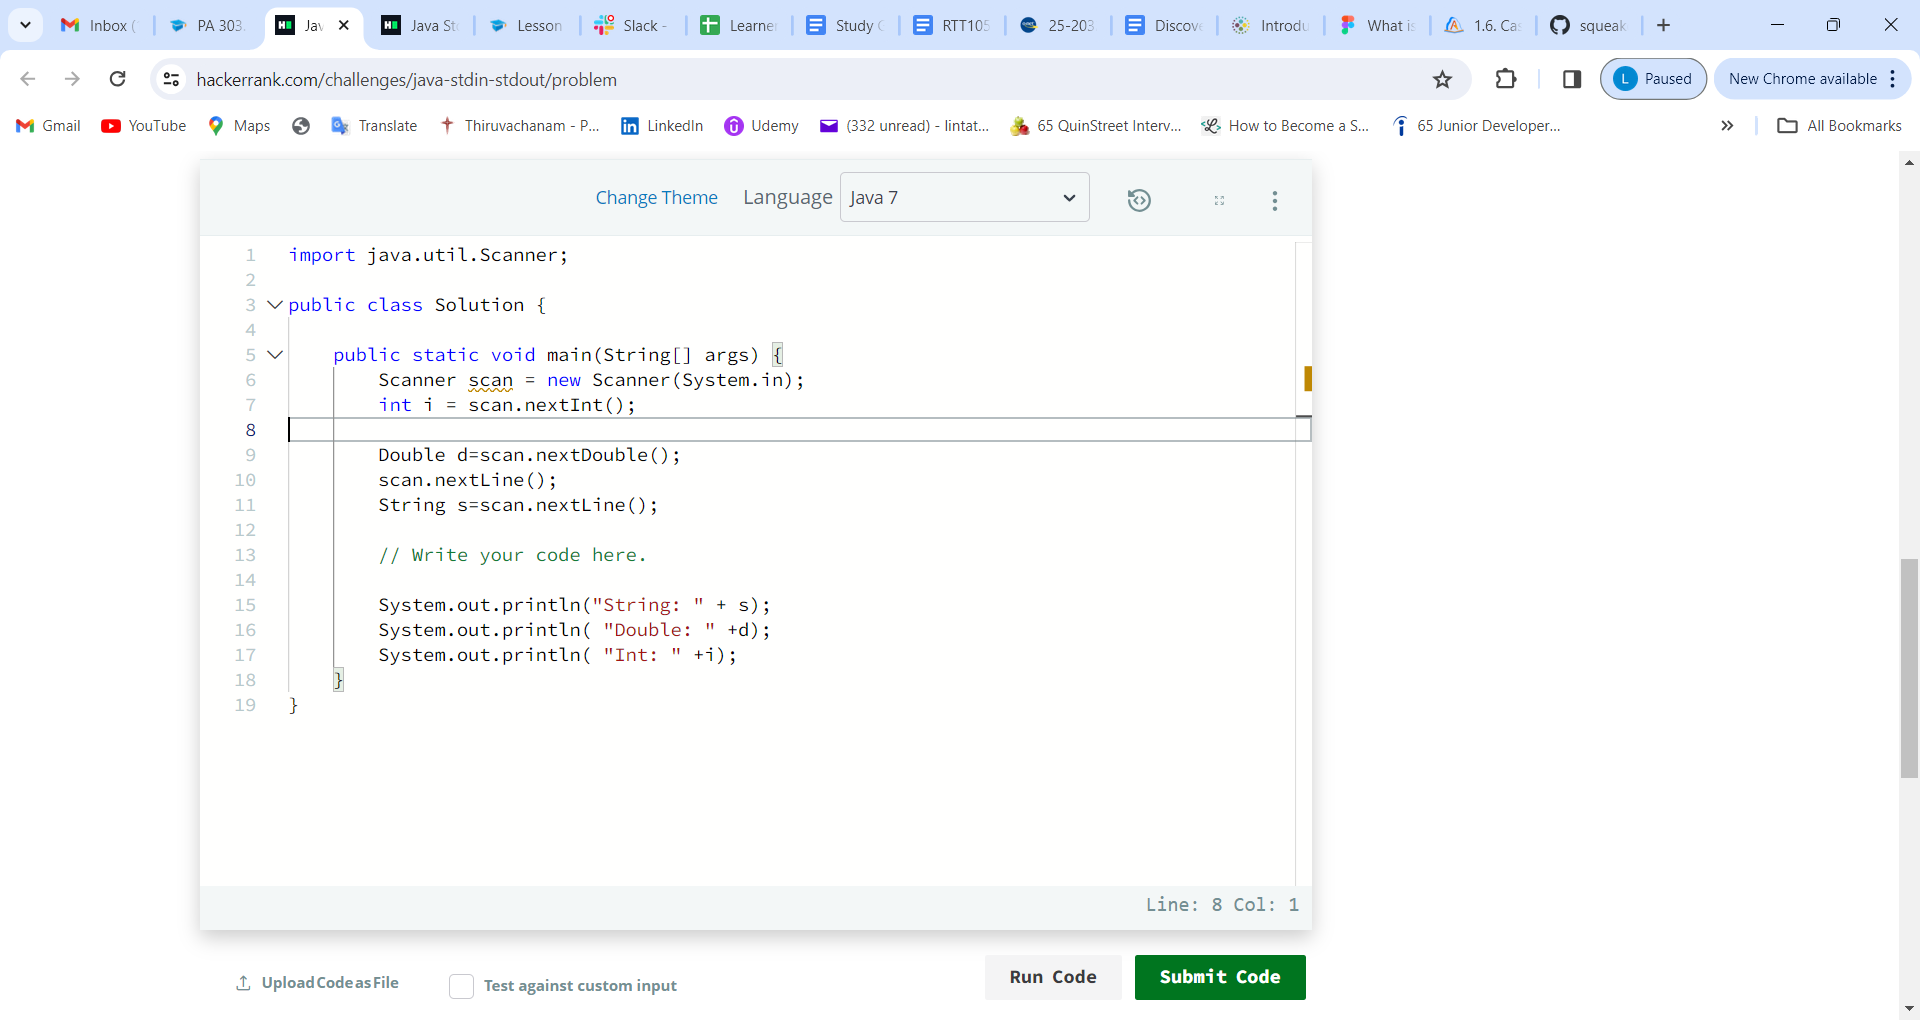 Inbox (
PA 303.
Jav
Java St
Lesson
Slack -
Learner
Study C
RTT105
25-203
Discove
Introdu
What is
1.6. Cas
squeak
hackerrank.com/challenges/java-stdin-stdout/problem
L Paused
New Chrome available
Gmail
YouTube
Maps
Translate
Thiruvachanam - P...
LinkedIn
Udemy
(332 unread) - lintat...
65 QuinStreet Interv...
How to Become a S...
65 Junior Developer...
All Bookmarks
Change Theme Language Java 7
1 import java.util.Scanner;
2
3 public class Solution {
4
5 public static void main(String[] args) {
6 Scanner scan = new Scanner(System.in);
7 int i = scan.nextInt();
8
9 Double d=scan.nextDouble();
10 scan.nextLine();
11 String s=scan.nextLine();
12
13 // Write your code here.
14
15 System.out.println("String: " + s);
16 System.out.println( "Double: " +d);
17 System.out.println( "Int: " +i);
18 }
19 }
Line: 8 Col: 1
Upload Code as File
Test against custom input
Run Code
Submit Code